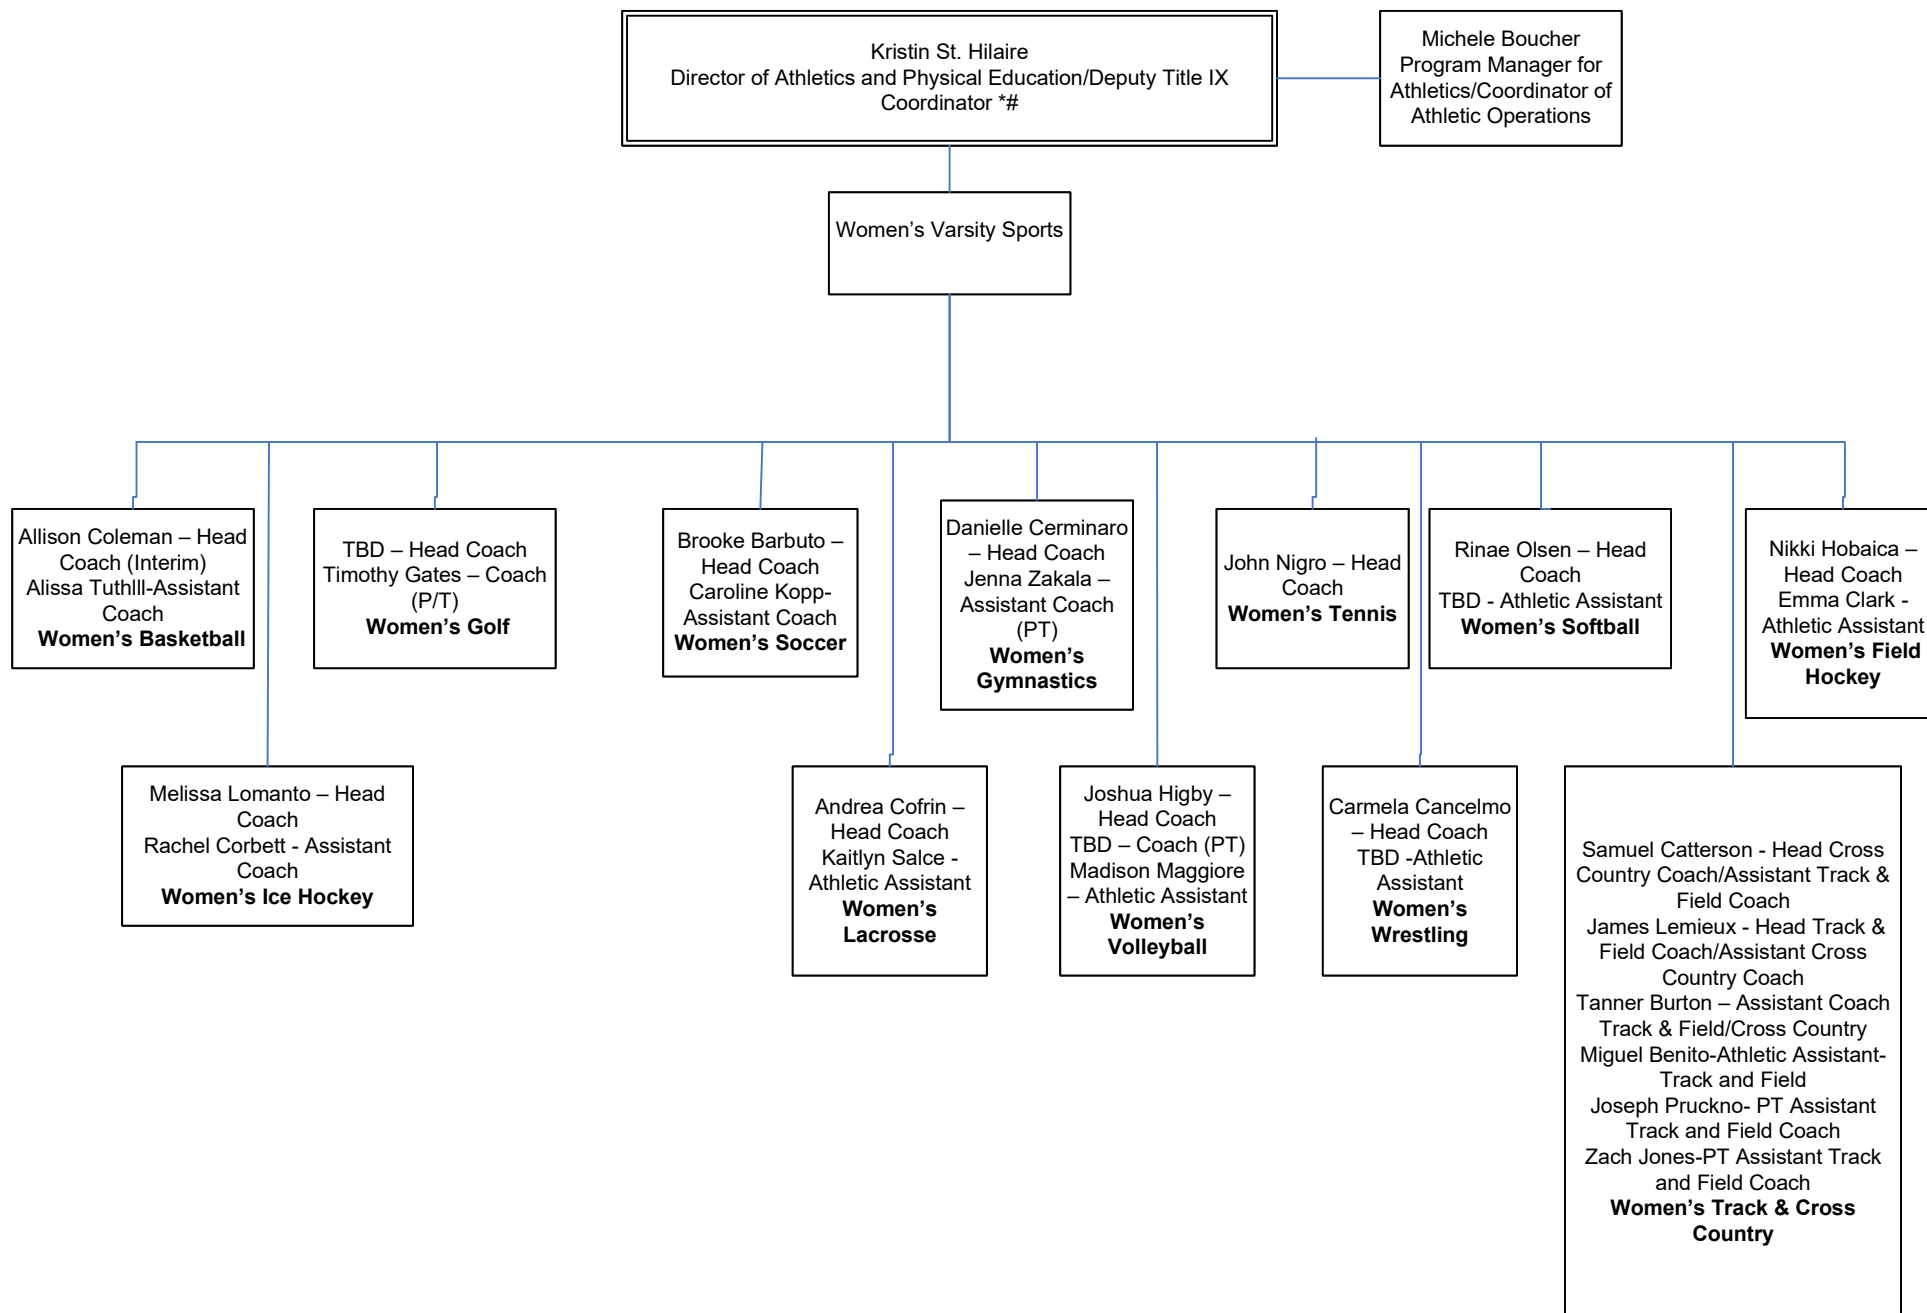 Kristin St. Hilaire
Director of Athletics and Physical Education/Deputy Title IX
Coordinator *#
Michele Boucher
Program Manager for
Athletics/Coordinator of
Athletic Operations
Women’s Varsity Sports
Allison Coleman – Head
Coach (Interim)
Alissa Tuthlll-Assistant
Coach
Women’s Basketball
TBD – Head Coach
Timothy Gates – Coach
(P/T)
Women’s Golf
Brooke Barbuto –
Head Coach
Caroline Kopp-
Assistant Coach
Women’s Soccer
Danielle Cerminaro
– Head Coach
Jenna Zakala –
Assistant Coach
(PT)
Women’s
Gymnastics
John Nigro – Head
Coach
Women’s Tennis
Rinae Olsen – Head
Coach
TBD - Athletic Assistant
Women’s Softball
Nikki Hobaica –
Head Coach
Emma Clark -
Athletic Assistant
Women’s Field
Hockey
Melissa Lomanto – Head
Coach
Rachel Corbett - Assistant
Coach
Women’s Ice Hockey
Andrea Cofrin –
Head Coach
Kaitlyn Salce -
Athletic Assistant
Women’s
Lacrosse
Joshua Higby –
Head Coach
TBD – Coach (PT)
Madison Maggiore
– Athletic Assistant
Women’s
Volleyball
Carmela Cancelmo
– Head Coach
TBD -Athletic
Assistant
Women’s
Wrestling
Samuel Catterson - Head Cross
Country Coach/Assistant Track &
Field Coach
James Lemieux - Head Track &
Field Coach/Assistant Cross
Country Coach
Tanner Burton – Assistant Coach
Track & Field/Cross Country
Miguel Benito-Athletic Assistant-
Track and Field
Joseph Pruckno- PT Assistant
Track and Field Coach
Zach Jones-PT Assistant Track
and Field Coach
Women’s Track & Cross
Country